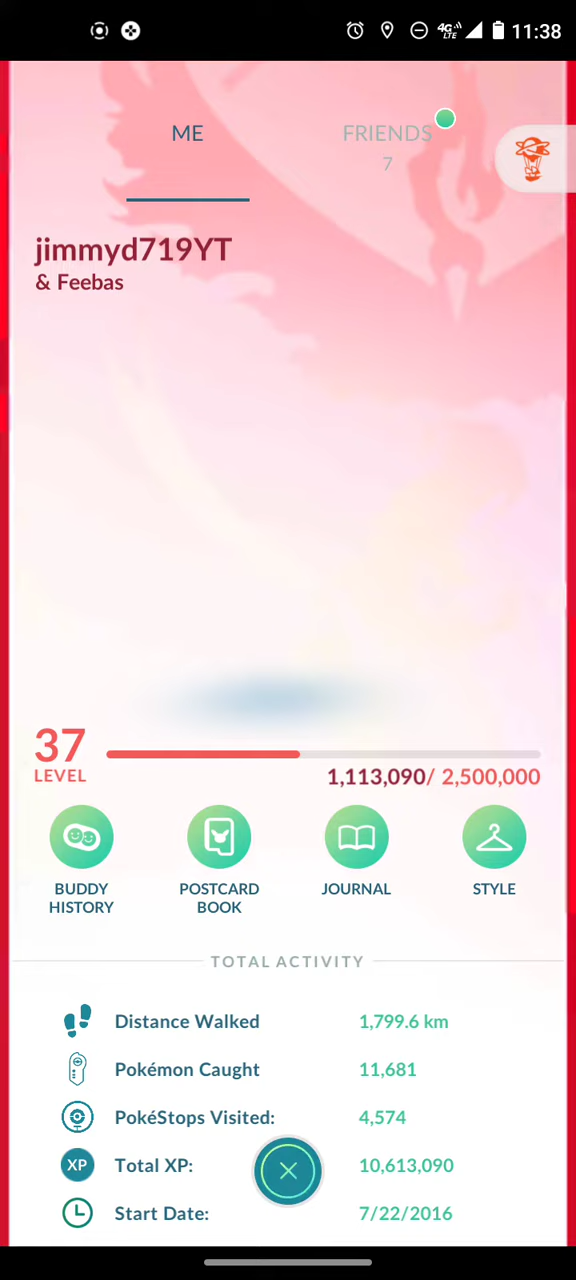 4G LTE 11:38
ME
FRIENDS
7
jimmyd719YT
& Feebas
37
LEVEL
1,113,090/ 2,500,000
BUDDY HISTORY
POSTCARD BOOK
JOURNAL
STYLE
TOTAL ACTIVITY
Distance Walked 1,799.6 km
Pokémon Caught 11,681
PokéStops Visited: 4,574
XP Total XP: 10,613,090
Start Date: 7/22/2016